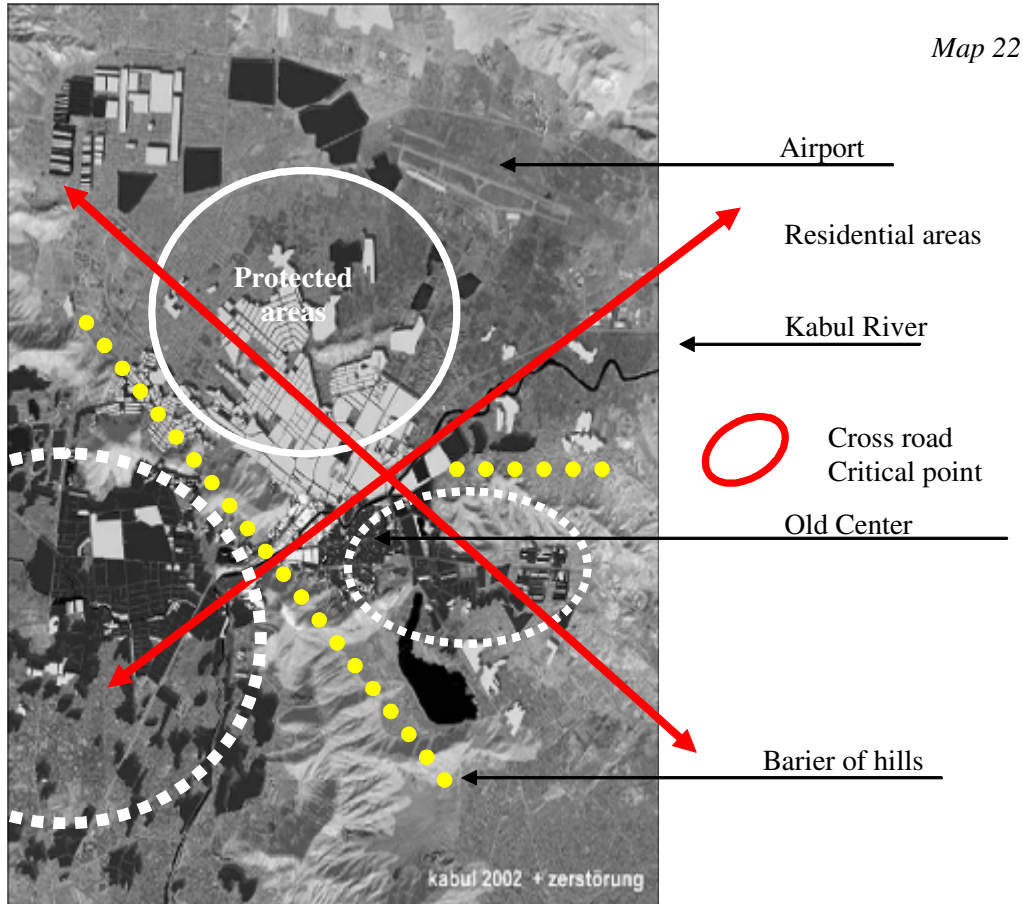 Map 22
Airport
Residential areas
Protected
areas
Kabul River
Cross road
Critical point
Old Center
Barier of hills
kabul 2002 + zerstörung